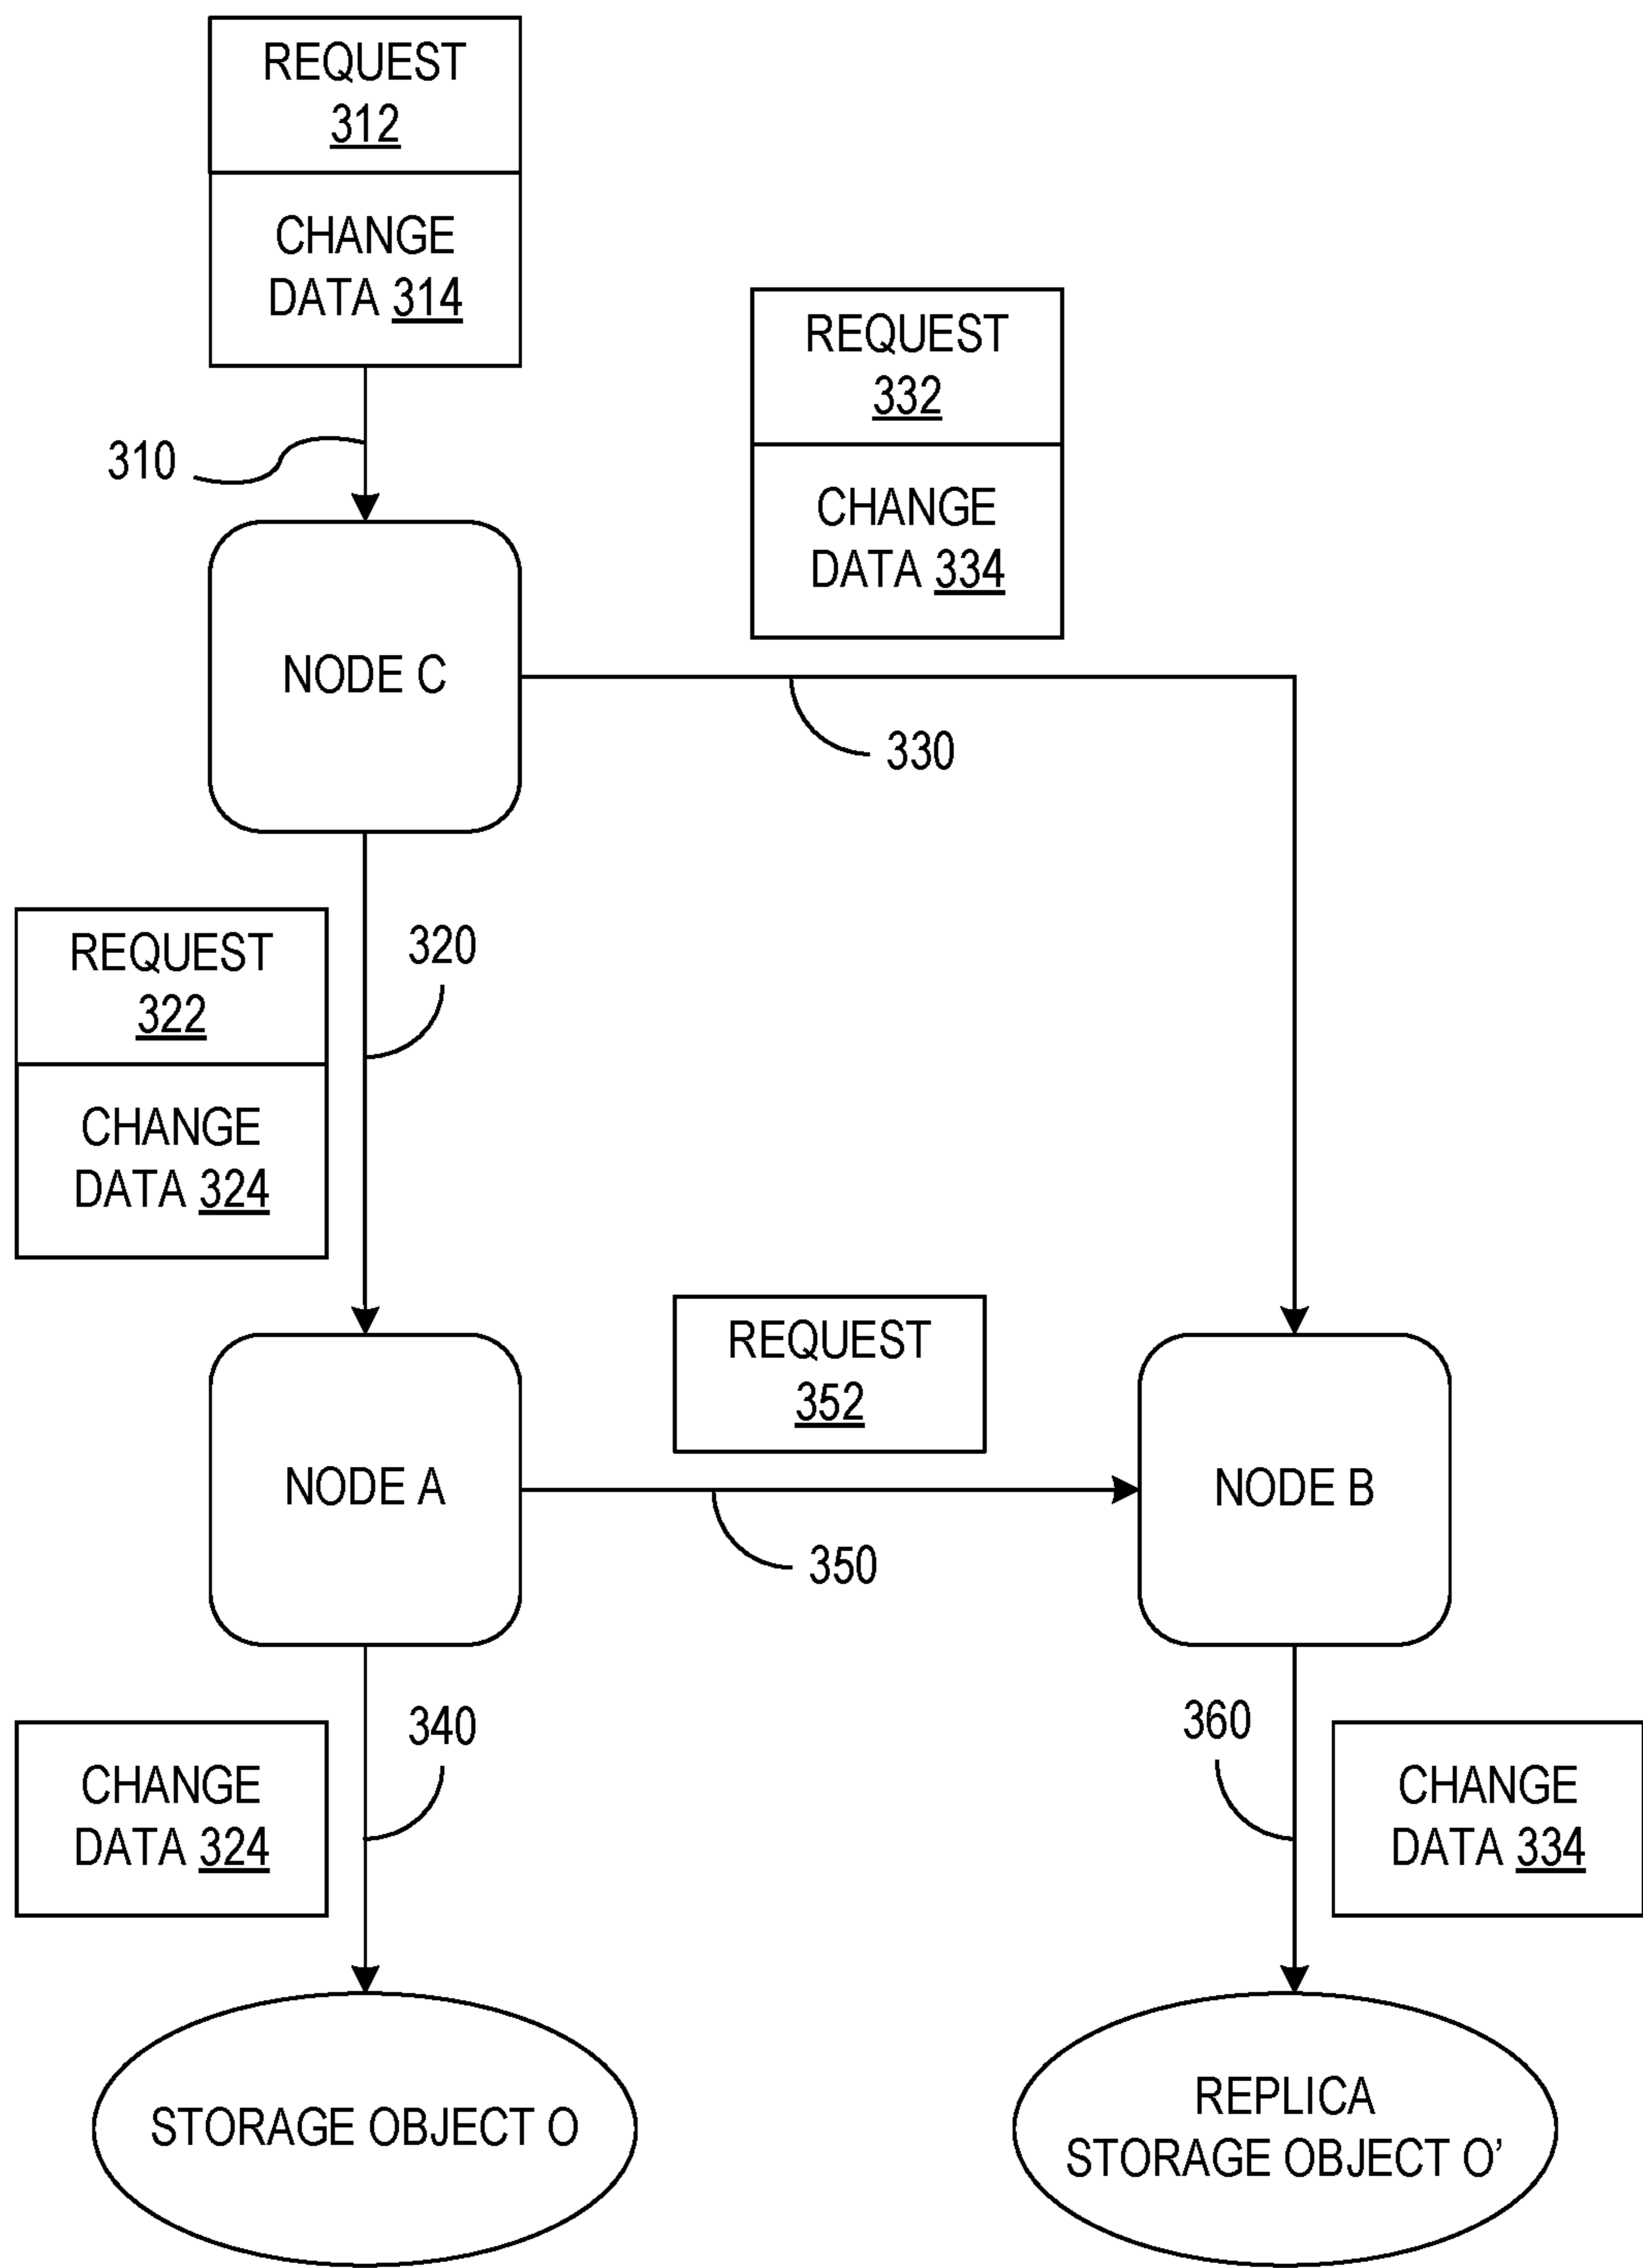 REQUEST
312
CHANGE
DATA 314
REQUEST
332
310
CHANGE
DATA 334
NODE C
330
REQUEST
322
320
CHANGE
DATA 324
REQUEST
352
NODE A
NODE B
350
CHANGE
DATA 324
340
360
CHANGE
DATA 334
STORAGE OBJECT O
REPLICA
STORAGE OBJECT O’